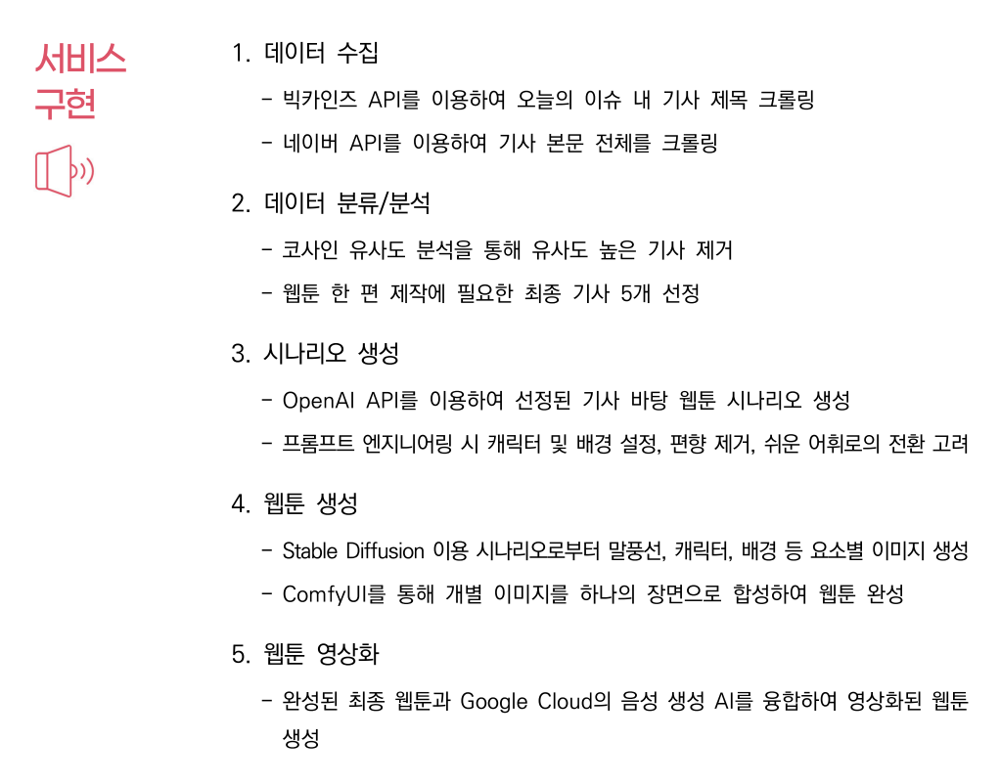 서비스
구현
1. 데이터 수집
- 빅카인즈 API를 이용하여 오늘의 이슈 내 기사 제목 크롤링
- 네이버 API를 이용하여 기사 본문 전체를 크롤링
2. 데이터 분류/분석
- 코사인 유사도 분석을 통해 유사도 높은 기사 제거
- 웹툰 한 편 제작에 필요한 최종 기사 5개 선정
3. 시나리오 생성
- OpenAI API를 이용하여 선정된 기사 바탕 웹툰 시나리오 생성
- 프롬프트 엔지니어링 시 캐릭터 및 배경 설정, 편향 제거, 쉬운 어휘로의 전환 고려
4. 웹툰 생성
- Stable Diffusion 이용 시나리오로부터 말풍선, 캐릭터, 배경 등 요소별 이미지 생성
- ComfyUI를 통해 개별 이미지를 하나의 장면으로 합성하여 웹툰 완성
5. 웹툰 영상화
- 완성된 최종 웹툰과 Google Cloud의 음성 생성 AI를 융합하여 영상화된 웹툰
생성